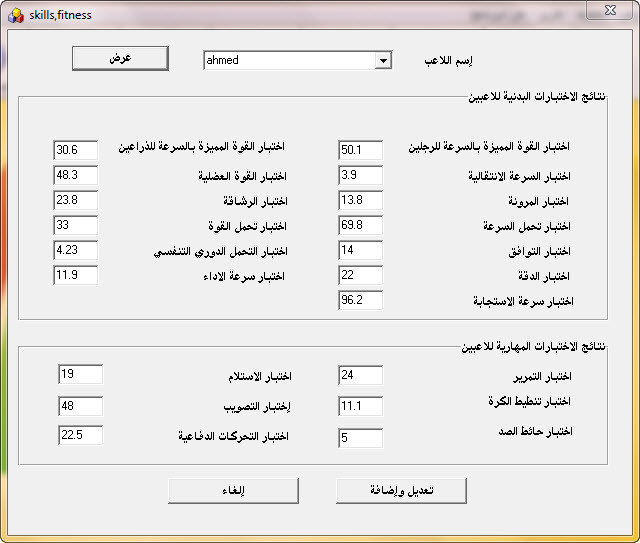 skills,fitness
إسم اللاعب ahmed عرض
نتائج الاختبارات البدنية للاعبين
اختبار القوة المميزة بالسرعة للرجلين 50.1 اختبار القوة المميزة بالسرعة للذراعين 30.6
اختبار السرعة الانتقالية 3.9 اختبار القوة العضلية 48.3
اختبار المرونة 13.8 اختبار الرشاقة 23.8
اختبار تحمل السرعة 69.8 اختبار تحمل القوة 33
اختبار التوافق 14 اختبار التحمل الدوري التنفسي 4.23
اختبار الدقة 22 اختبار سرعة الاداء 11.9
اختبار سرعة الاستجابة 96.2
نتائج الاختبارات المهارية للاعبين
اختبار التمرير 24 اختبار الاستلام 19
اختبار تنطيط الكرة 11.1 إختبار التصويب 48
اختبار حائط الصد 5 اختبار التحركات الدفاعية 22.5
تعديل وإضافة إلغاء